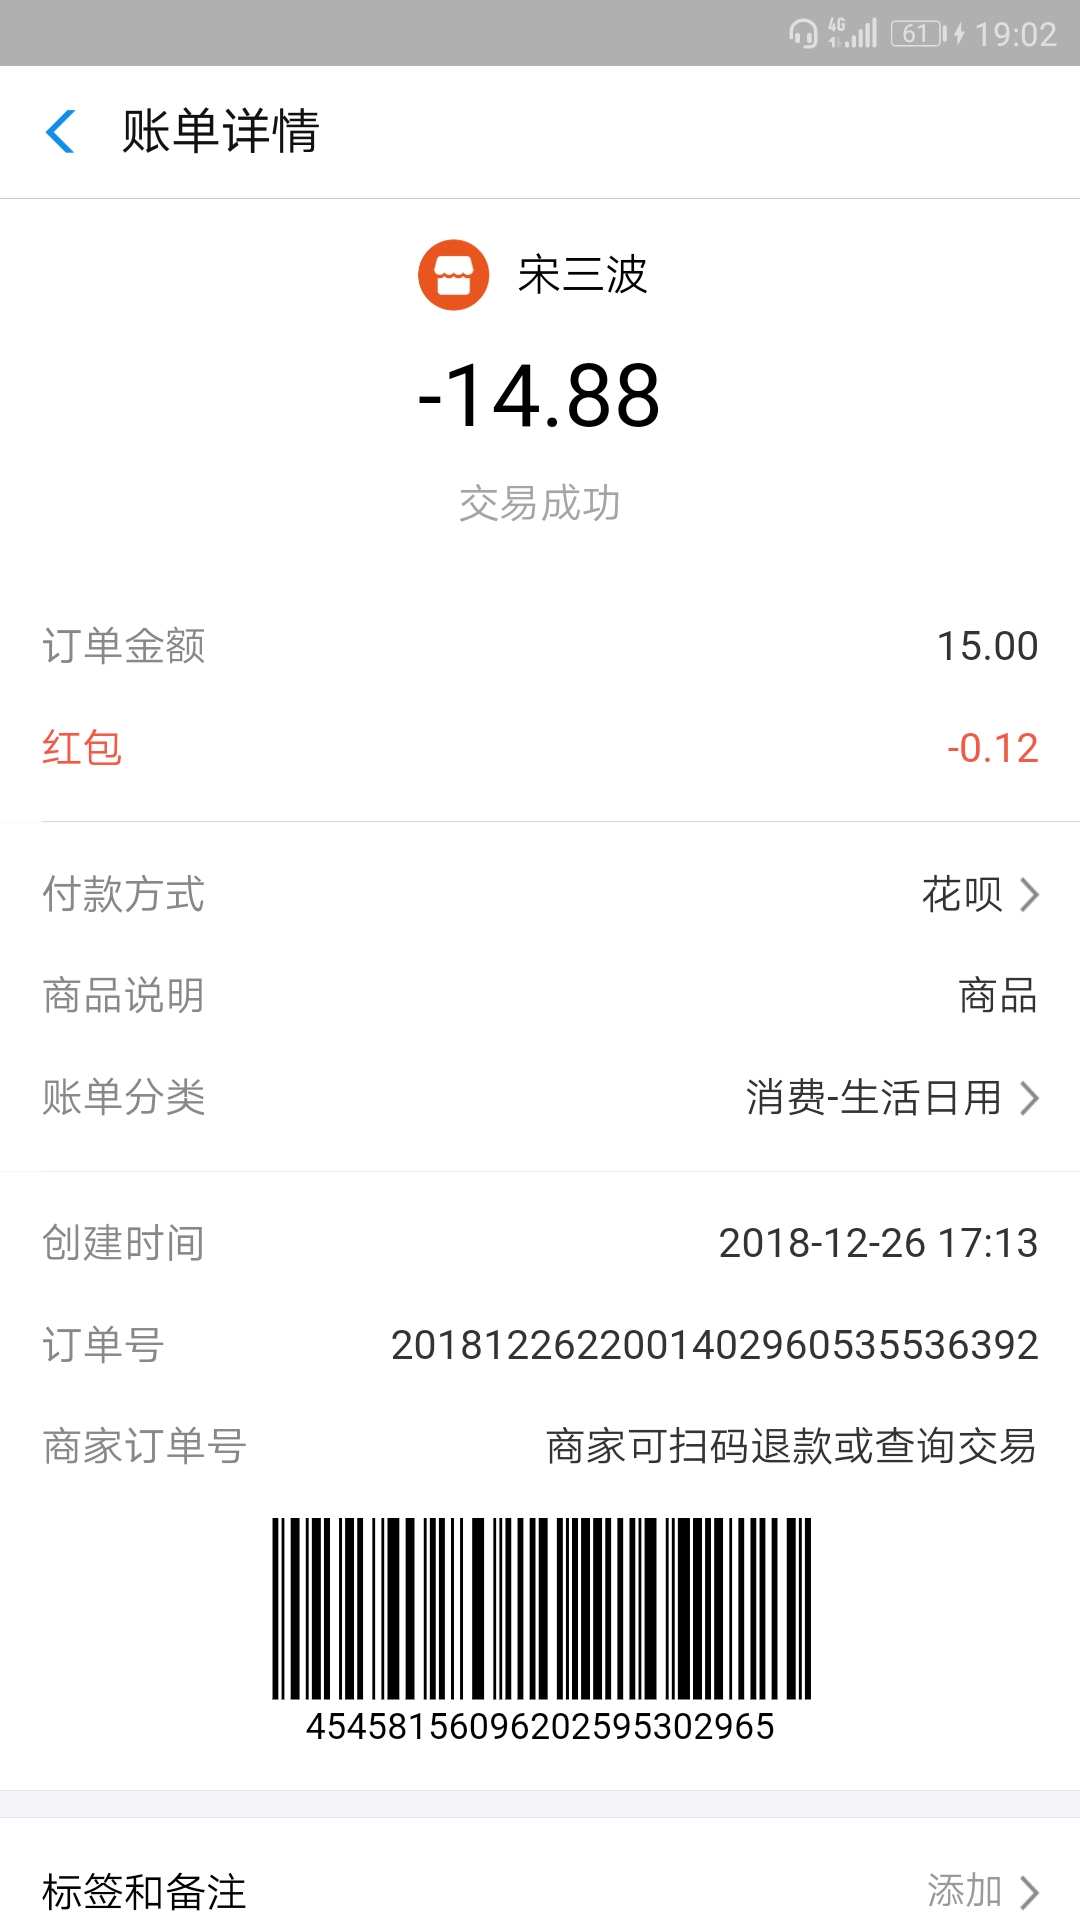 4G 61 19:02
账单详情
宋三波
-14.88
交易成功
订单金额 15.00
红包 -0.12
付款方式 花呗
商品说明 商品
账单分类 消费-生活日用
创建时间 2018-12-26 17:13
订单号 2018122622001402960535536392
商家订单号 商家可扫码退款或查询交易
45458156096202595302965
标签和备注 添加